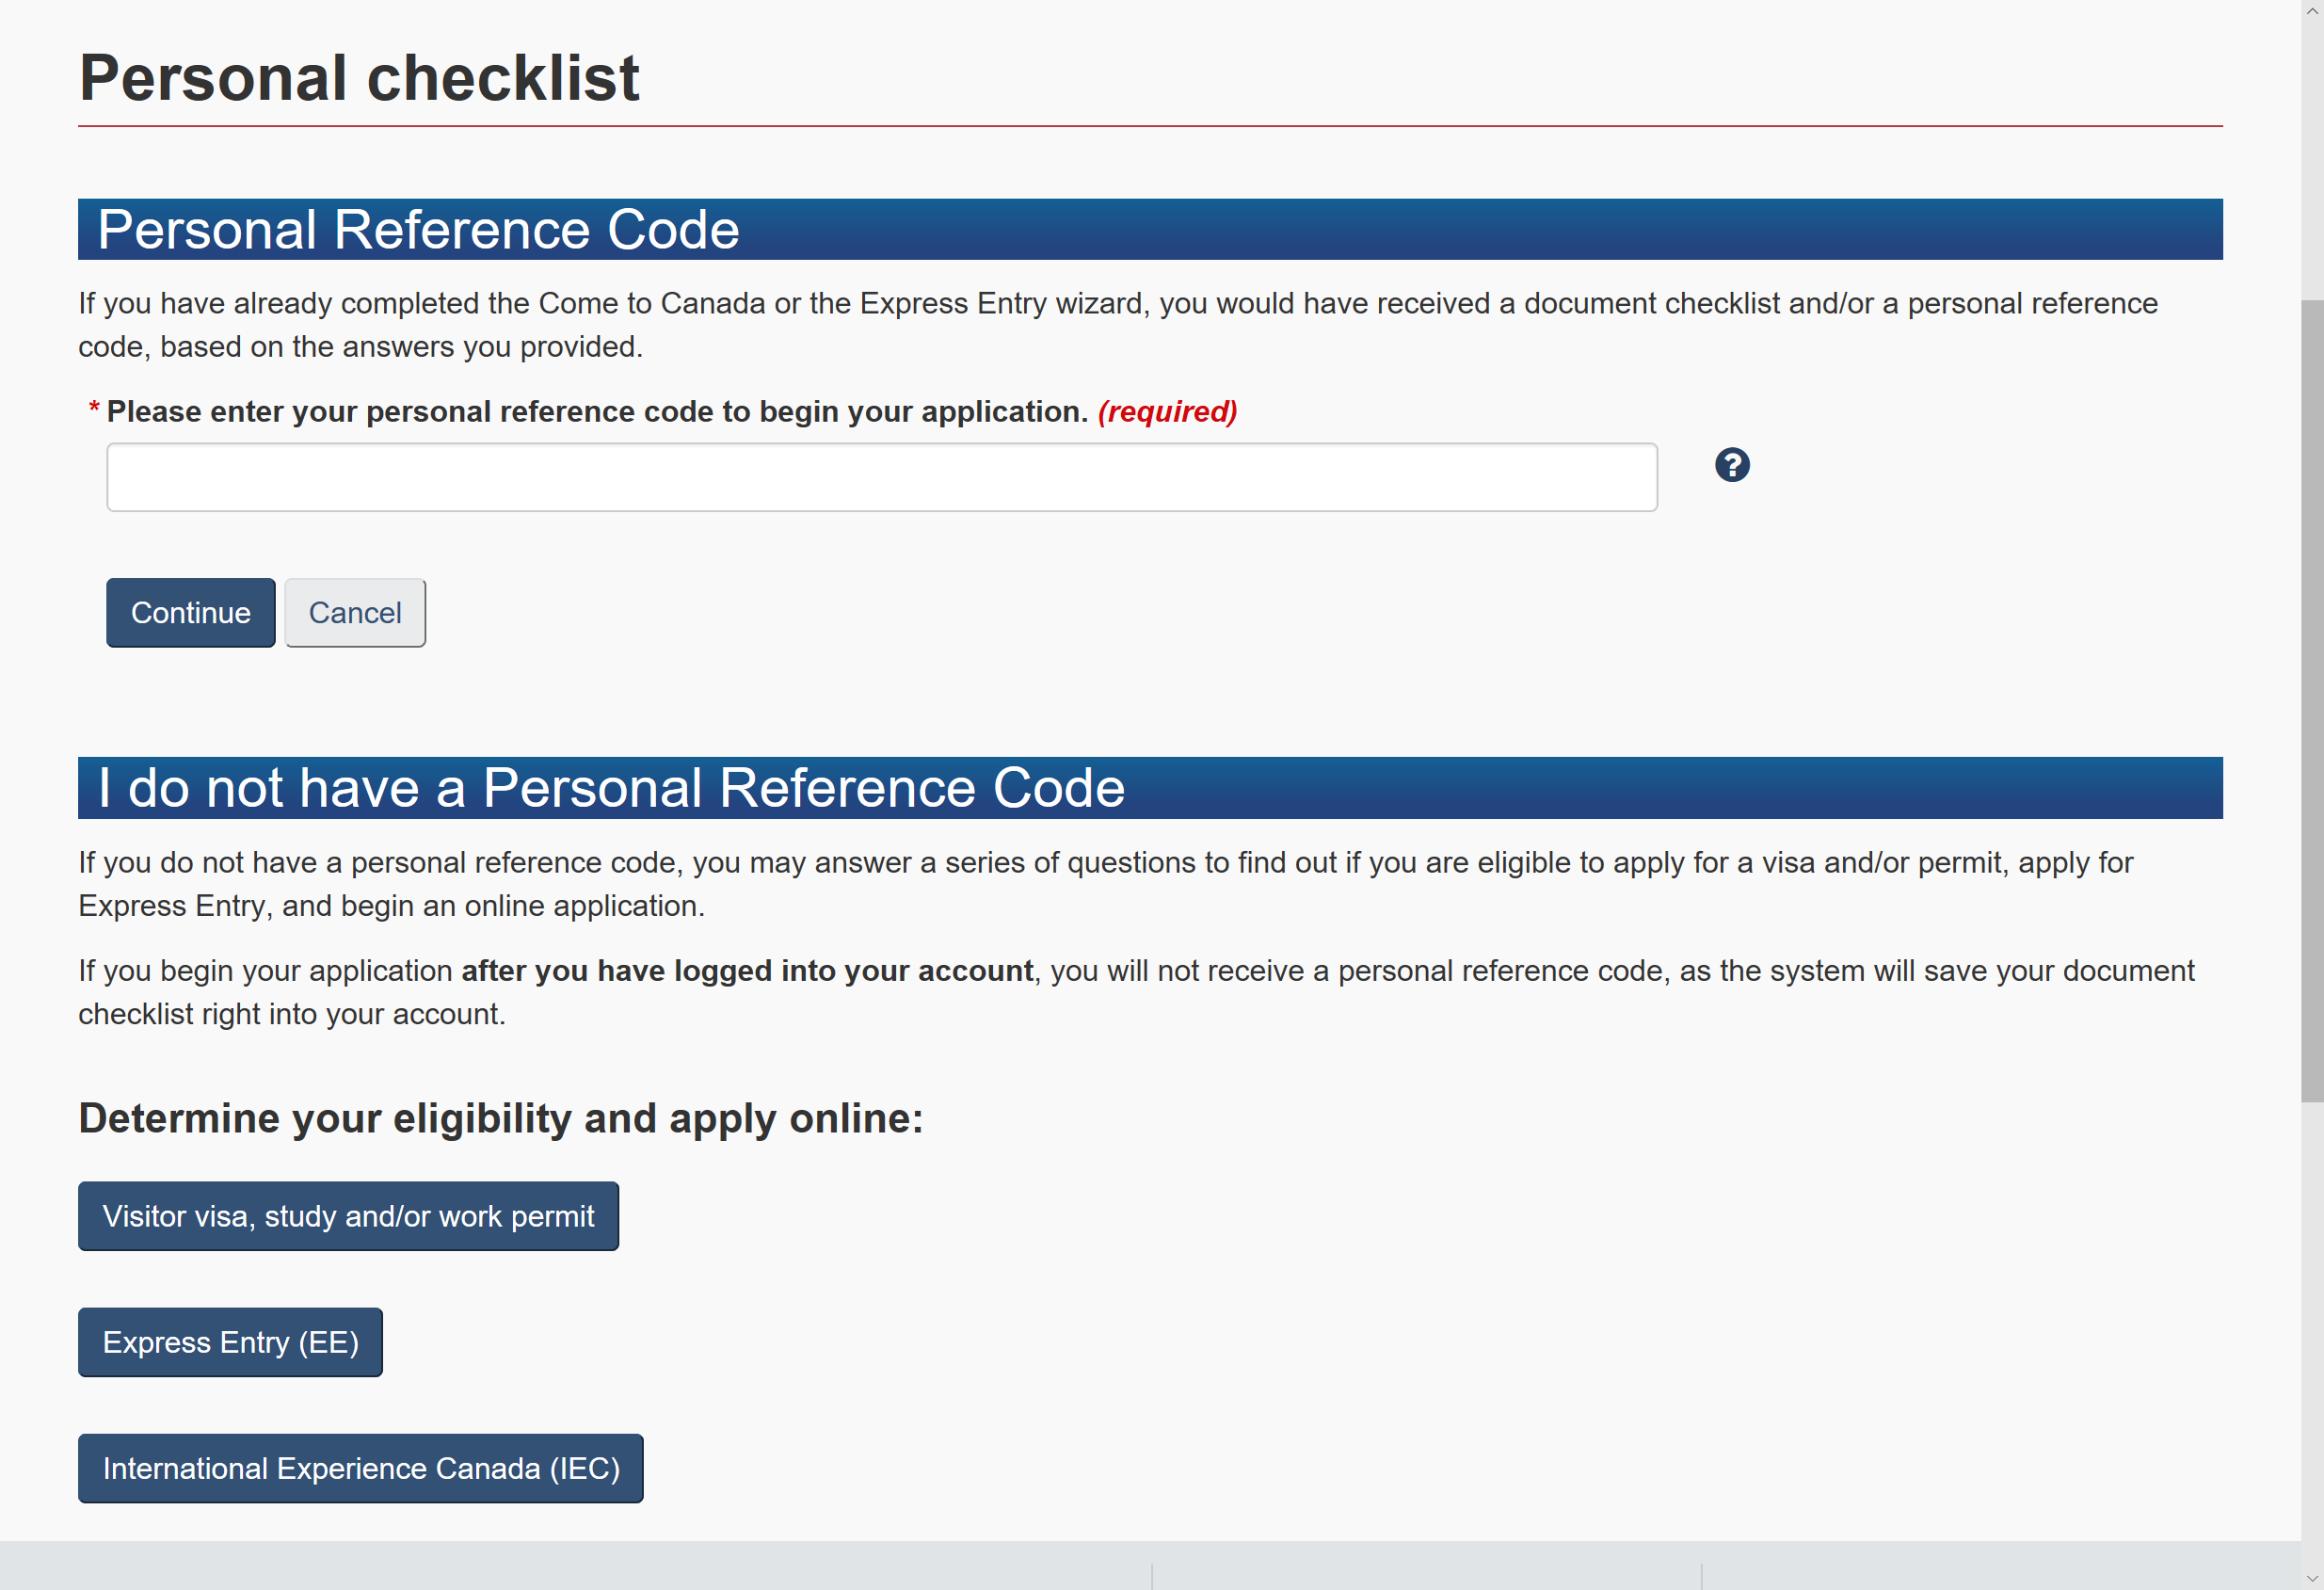 Personal checklist
Personal Reference Code
If you have already completed the Come to Canada or the Express Entry wizard, you would have received a document checklist and/or a personal reference
code, based on the answers you provided.
* Please enter your personal reference code to begin your application. (required)
?
Continue Cancel
I do not have a Personal Reference Code
If you do not have a personal reference code, you may answer a series of questions to find out if you are eligible to apply for a visa and/or permit, apply for
Express Entry, and begin an online application.
If you begin your application after you have logged into your account, you will not receive a personal reference code, as the system will save your document
checklist right into your account.
Determine your eligibility and apply online:
Visitor visa, study and/or work permit
Express Entry (EE)
International Experience Canada (IEC)